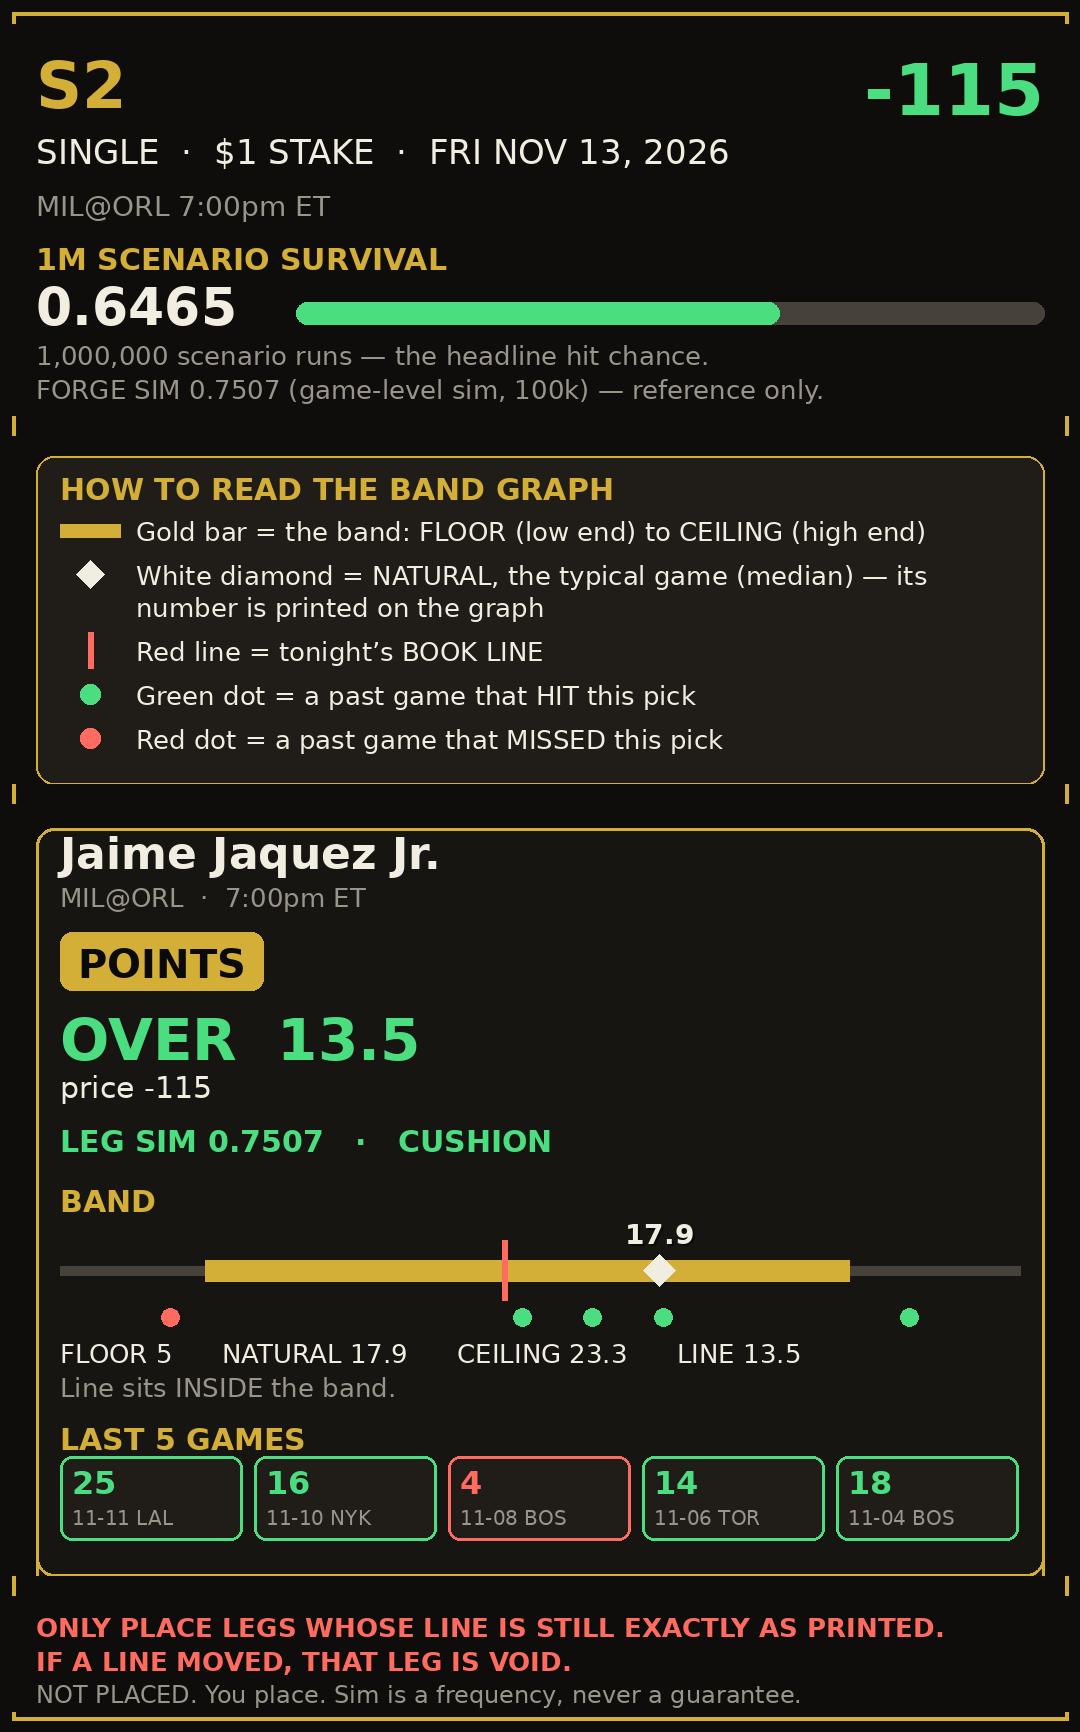 S2
-115
SINGLE · $1 STAKE · FRI NOV 13, 2026
MIL@ORL 7:00pm ET
1M SCENARIO SURVIVAL
0.6465
1,000,000 scenario runs — the headline hit chance.
FORGE SIM 0.7507 (game-level sim, 100k) — reference only.
HOW TO READ THE BAND GRAPH
Gold bar = the band: FLOOR (low end) to CEILING (high end)
White diamond = NATURAL, the typical game (median) — its
number is printed on the graph
Red line = tonight’s BOOK LINE
Green dot = a past game that HIT this pick
Red dot = a past game that MISSED this pick
Jaime Jaquez Jr.
MIL@ORL · 7:00pm ET
POINTS
OVER 13.5
price -115
LEG SIM 0.7507 · CUSHION
BAND
17.9
FLOOR 5 NATURAL 17.9 CEILING 23.3 LINE 13.5
Line sits INSIDE the band.
LAST 5 GAMES
25 16 4 14 18
11-11 LAL 11-10 NYK 11-08 BOS 11-06 TOR 11-04 BOS
ONLY PLACE LEGS WHOSE LINE IS STILL EXACTLY AS PRINTED.
IF A LINE MOVED, THAT LEG IS VOID.
NOT PLACED. You place. Sim is a frequency, never a guarantee.